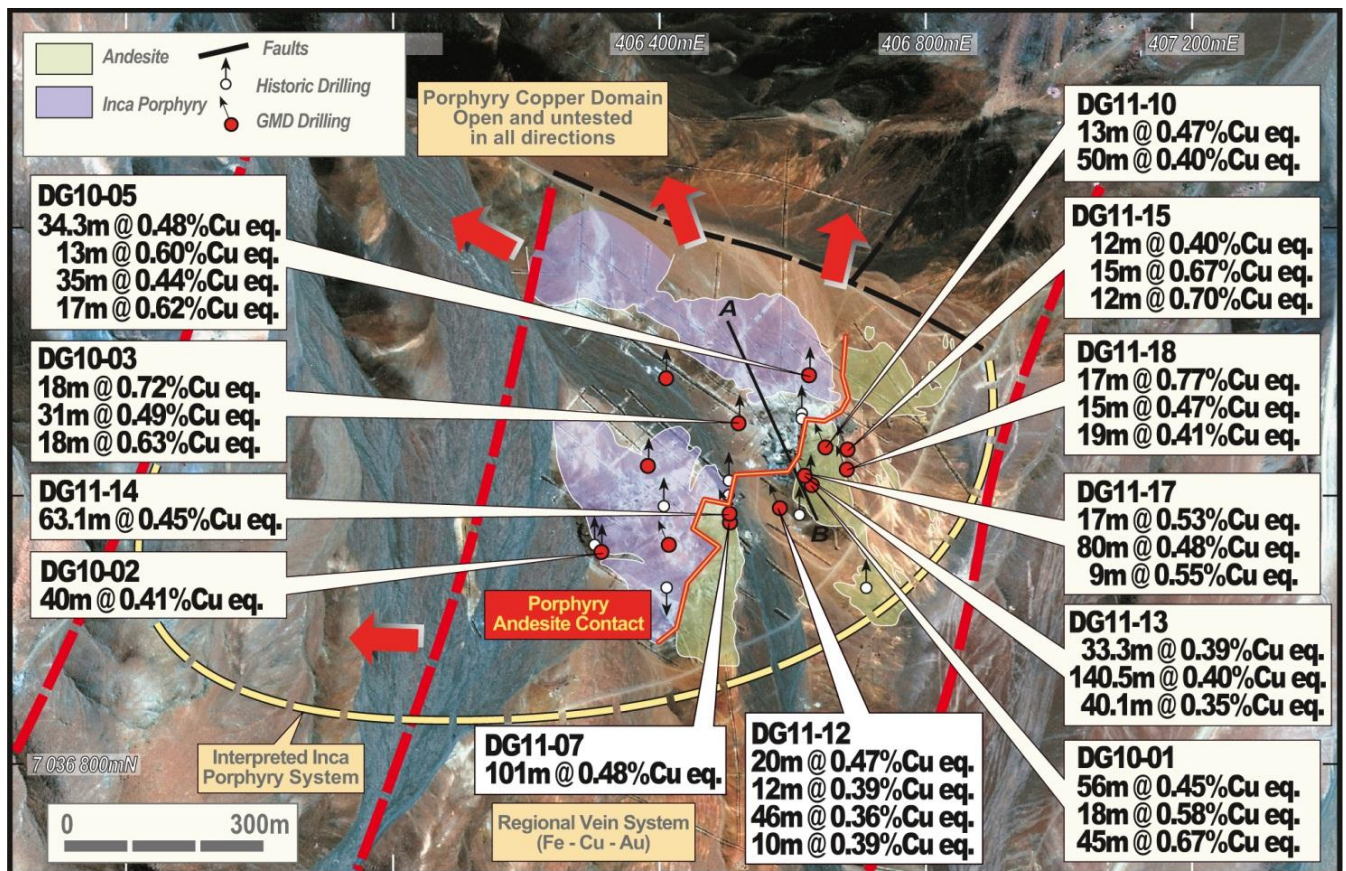 406 400mE
406 800mE
407 200mE
Andesite
Inca Porphyry
Faults
Historic Drilling
GMD Drilling
Porphyry Copper Domain
Open and untested
in all directions
DG11-10
13m @ 0.47%Cu eq.
50m @ 0.40%Cu eq.
DG10-05
34.3m @ 0.48%Cu eq.
13m @ 0.60%Cu eq.
35m @ 0.44%Cu eq.
17m @ 0.62%Cu eq.
DG11-15
12m @ 0.40%Cu eq.
15m @ 0.67%Cu eq.
12m @ 0.70%Cu eq.
A
DG10-03
18m @ 0.72%Cu eq.
31m @ 0.49%Cu eq.
18m @ 0.63%Cu eq.
DG11-18
17m @ 0.77%Cu eq.
15m @ 0.47%Cu eq.
19m @ 0.41%Cu eq.
DG11-14
63.1m @ 0.45%Cu eq.
DG11-17
17m @ 0.53%Cu eq.
80m @ 0.48%Cu eq.
9m @ 0.55%Cu eq.
B
DG10-02
40m @ 0.41%Cu eq.
Porphyry
Andesite Contact
DG11-13
33.3m @ 0.39%Cu eq.
140.5m @ 0.40%Cu eq.
40.1m @ 0.35%Cu eq.
7 036 800mN
Interpreted Inca
Porphyry System
DG11-07
101m @ 0.48%Cu eq.
DG11-12
20m @ 0.47%Cu eq.
12m @ 0.39%Cu eq.
46m @ 0.36%Cu eq.
10m @ 0.39%Cu eq.
DG10-01
56m @ 0.45%Cu eq.
18m @ 0.58%Cu eq.
45m @ 0.67%Cu eq.
0 300m
Regional Vein System
(Fe - Cu - Au)